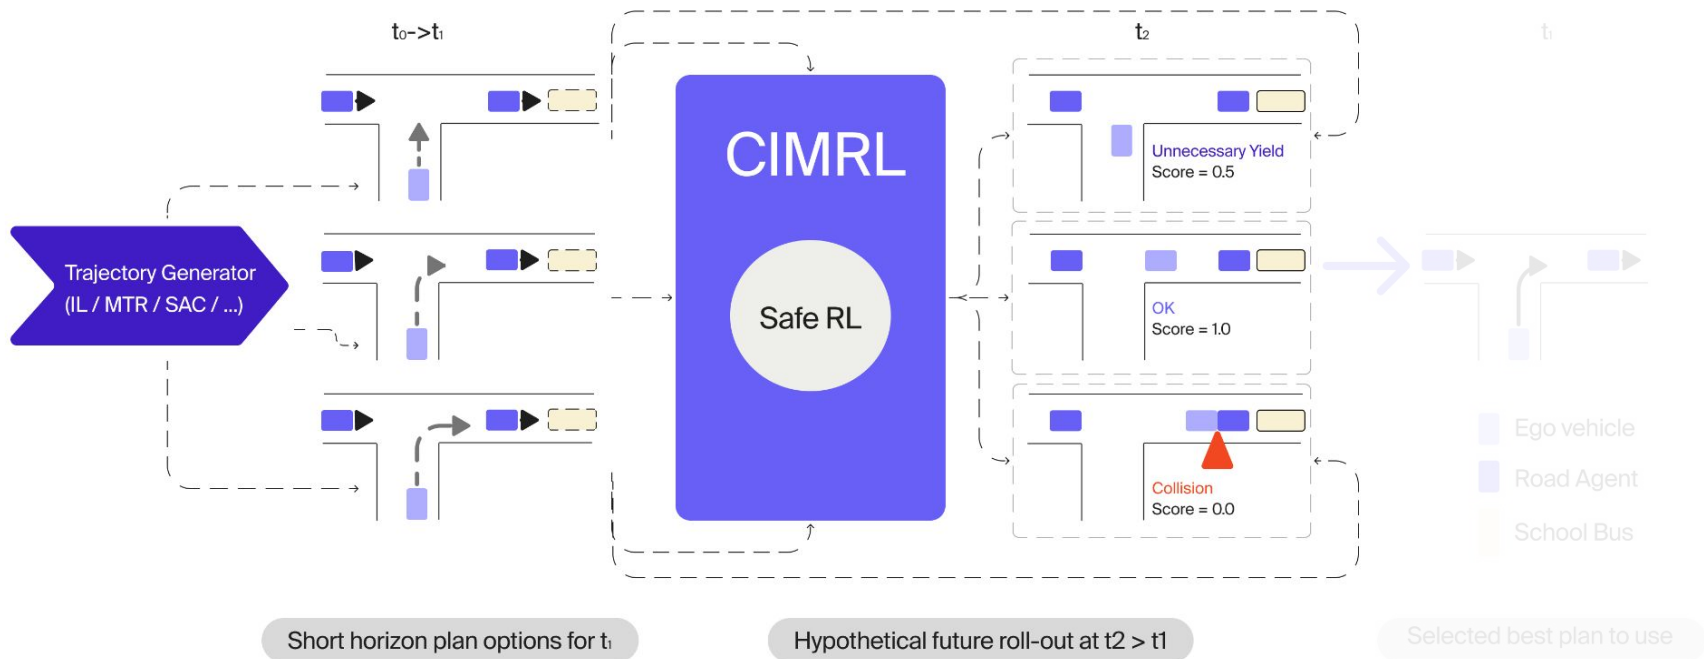 t₀->t₁
t₂
t₁
CIMRL
Safe RL
Trajectory Generator
(IL / MTR / SAC / ...)
Unnecessary Yield
Score = 0.5
OK
Score = 1.0
Collision
Score = 0.0
Ego vehicle
Road Agent
School Bus
Short horizon plan options for t₁
Hypothetical future roll-out at t2 > t1
Selected best plan to use